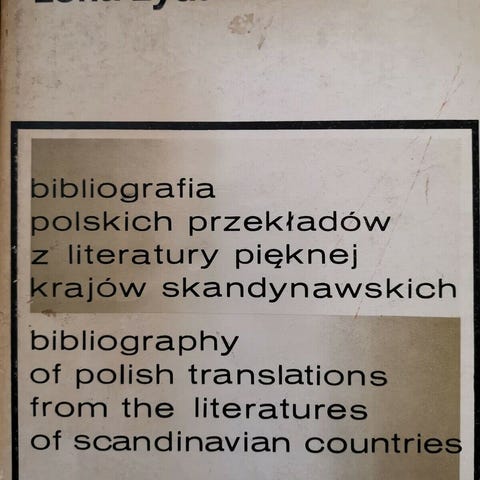 bibliografia
polskich przekładów
z literatury pięknej
krajów skandynawskich
bibliography
of polish translations
from the literatures
of scandinavian countries